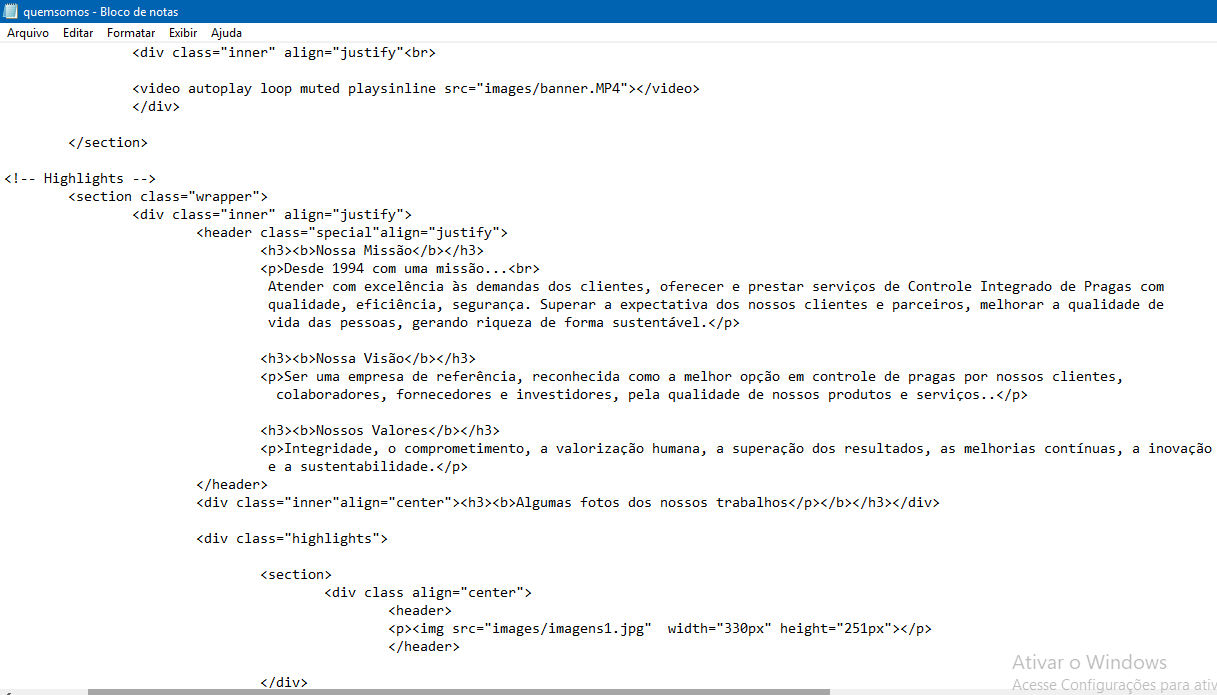 quemsomos - Bloco de notas
Arquivo Editar Formatar Exibir Ajuda
<div class="inner" align="justify"<br>
<video autoplay loop muted playsinline src="images/banner.MP4"></video>
</div>
</section>
<!-- Highlights -->
<section class="wrapper">
<div class="inner" align="justify">
<header class="special"align="justify">
<h3><b>Nossa Missão</b></h3>
<p>Desde 1994 com uma missão...<br>
Atender com excelência às demandas dos clientes, oferecer e prestar serviços de Controle Integrado de Pragas com
qualidade, eficiência, segurança. Superar a expectativa dos nossos clientes e parceiros, melhorar a qualidade de
vida das pessoas, gerando riqueza de forma sustentável.</p>
<h3><b>Nossa Visão</b></h3>
<p>Ser uma empresa de referência, reconhecida como a melhor opção em controle de pragas por nossos clientes,
colaboradores, fornecedores e investidores, pela qualidade de nossos produtos e serviços..</p>
<h3><b>Nossos Valores</b></h3>
<p>Integridade, o comprometimento, a valorização humana, a superação dos resultados, as melhorias contínuas, a inovação
e a sustentabilidade.</p>
</header>
<div class="inner"align="center"><h3><b>Algumas fotos dos nossos trabalhos</p></b></h3></div>
<div class="highlights">
<section>
<div class align="center">
<header>
<p><img src="images/imagens1.jpg"  width="330px" height="251px"></p>
</header>
</div>
Ativar o Windows
Acesse Configurações para ativ